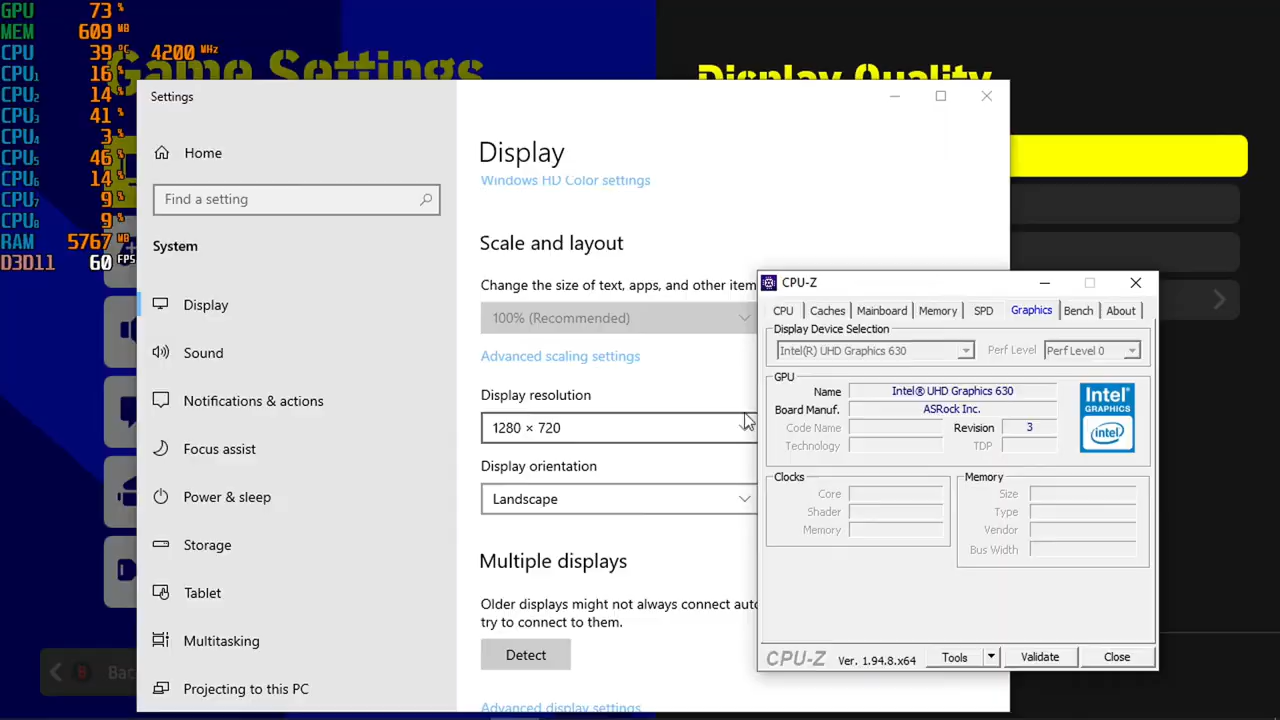 GPU 73 %
MEM 609 MB
CPU 39 °C 4200 MHz
CPU1 16 %
CPU2 14 %
CPU3 41 %
CPU4 3 %
CPU5 46 %
CPU6 14 %
CPU7 9 %
CPU8 9 %
RAM 5767 MB
D3D11 60 FPS
Game Settings
Display Quality
Settings
Home
Find a setting
System
Display
Sound
Notifications & actions
Focus assist
Power & sleep
Storage
Tablet
Multitasking
Projecting to this PC
Display
Windows HD Color settings
Scale and layout
Change the size of text, apps, and other item
100% (Recommended)
Advanced scaling settings
Display resolution
1280 × 720
Display orientation
Landscape
Multiple displays
Older displays might not always connect auto
try to connect to them.
Detect
Advanced display settings
CPU-Z
CPU Caches Mainboard Memory SPD Graphics Bench About
Display Device Selection
Intel(R) UHD Graphics 630 Perf Level Perf Level 0
GPU
Name Intel® UHD Graphics 630
Board Manuf. ASRock Inc.
Code Name Revision 3
Technology TDP
INTEL® GRAPHICS
intel
Clocks
Core
Shader
Memory
Memory
Size
Type
Vendor
Bus Width
CPU-Z Ver. 1.94.8.x64 Tools Validate Close
B Bac